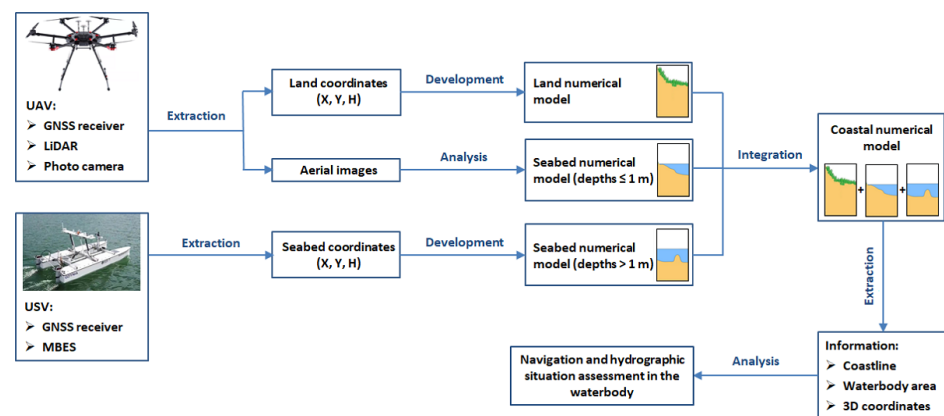 UAV:
➢ GNSS receiver
➢ LiDAR
➢ Photo camera
Extraction
Land coordinates
(X, Y, H)
Development
Land numerical
model
Aerial images
Analysis
Seabed numerical
model (depths ≤ 1 m)
Integration
Coastal numerical
model
+
+
USV:
➢ GNSS receiver
➢ MBES
Extraction
Seabed coordinates
(X, Y, H)
Development
Seabed numerical
model (depths > 1 m)
Extraction
Information:
➢ Coastline
➢ Waterbody area
➢ 3D coordinates
Analysis
Navigation and hydrographic
situation assessment in the
waterbody